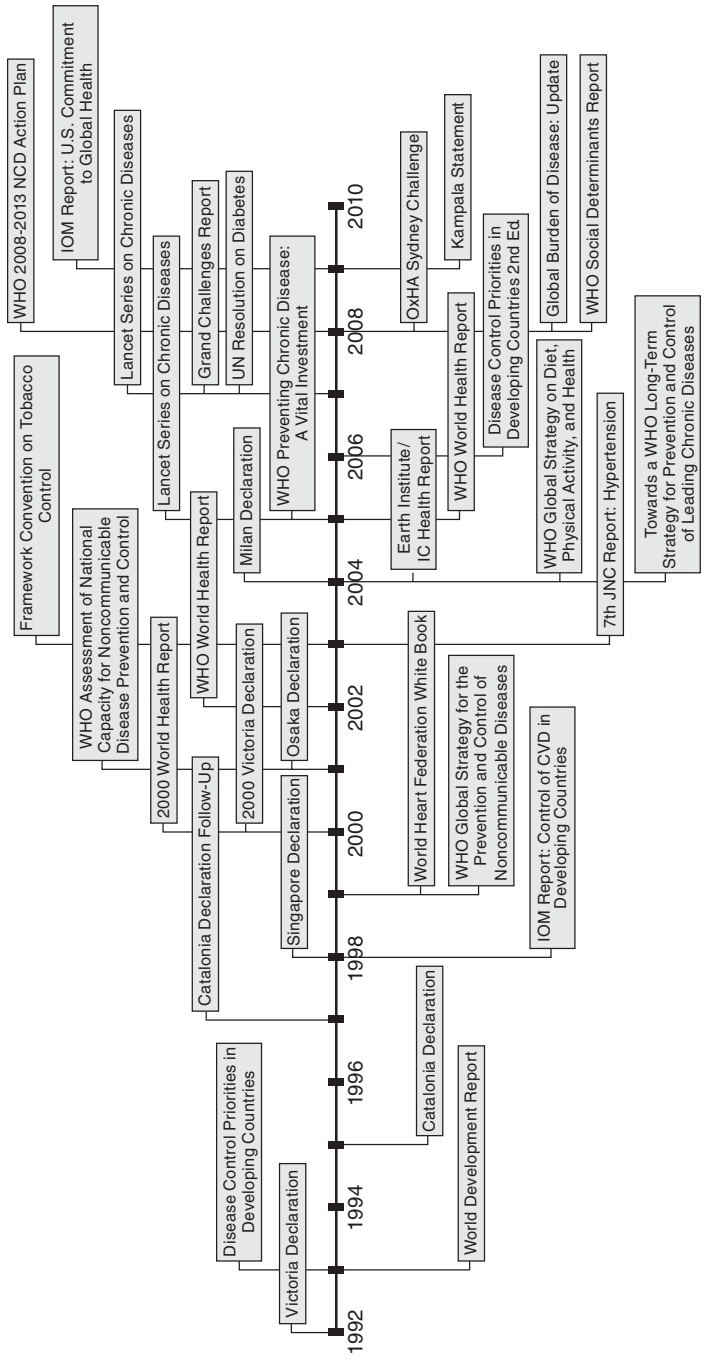 WHO 2008-2013 NCD Action Plan
IOM Report: U.S. Commitment
to Global Health
Lancet Series on Chronic Diseases
Lancet Series on Chronic Diseases
Grand Challenges Report
UN Resolution on Diabetes
WHO Preventing Chronic Disease:
A Vital Investment
Framework Convention on Tobacco
Control
WHO Assessment of National
Capacity for Noncommunicable
Disease Prevention and Control
2000 World Health Report
WHO World Health Report
Milan Declaration
2000 Victoria Declaration
Osaka Declaration
Catalonia Declaration Follow-Up
Singapore Declaration
Disease Control Priorities in
Developing Countries
Victoria Declaration
1992
1994
1996
1998
2000
2002
2004
2006
2008
2010
World Development Report
Catalonia Declaration
IOM Report: Control of CVD in
Developing Countries
World Heart Federation White Book
WHO Global Strategy for the
Prevention and Control of
Noncommunicable Diseases
7th JNC Report: Hypertension
Earth Institute/
IC Health Report
WHO Global Strategy on Diet,
Physical Activity, and Health
Towards a WHO Long-Term
Strategy for Prevention and Control
of Leading Chronic Diseases
WHO World Health Report
Disease Control Priorities in
Developing Countries 2nd Ed.
OxHA Sydney Challenge
Kampala Statement
Global Burden of Disease: Update
WHO Social Determinants Report